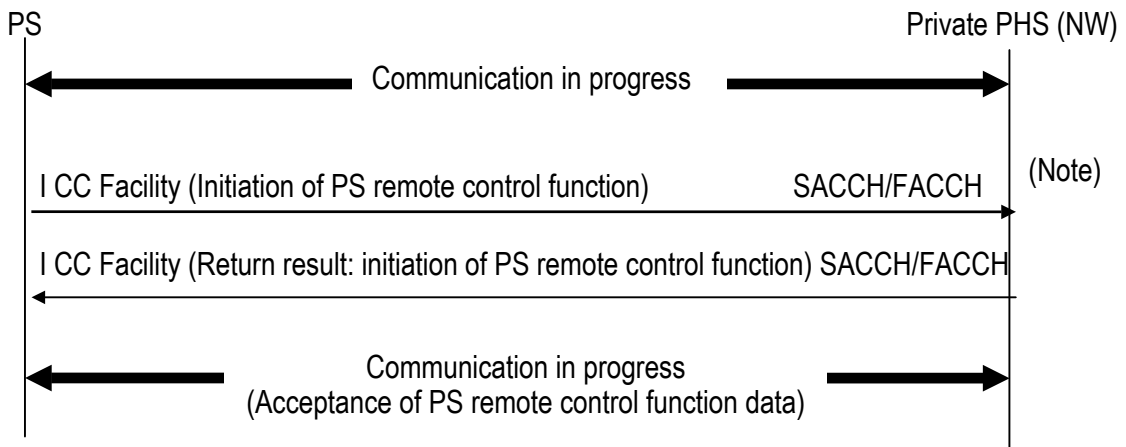 PS Private PHS (NW)
Communication in progress
(Note)
I CC Facility (Initiation of PS remote control function) SACCH/FACCH
I CC Facility (Return result: initiation of PS remote control function) SACCH/FACCH
Communication in progress
(Acceptance of PS remote control function data)